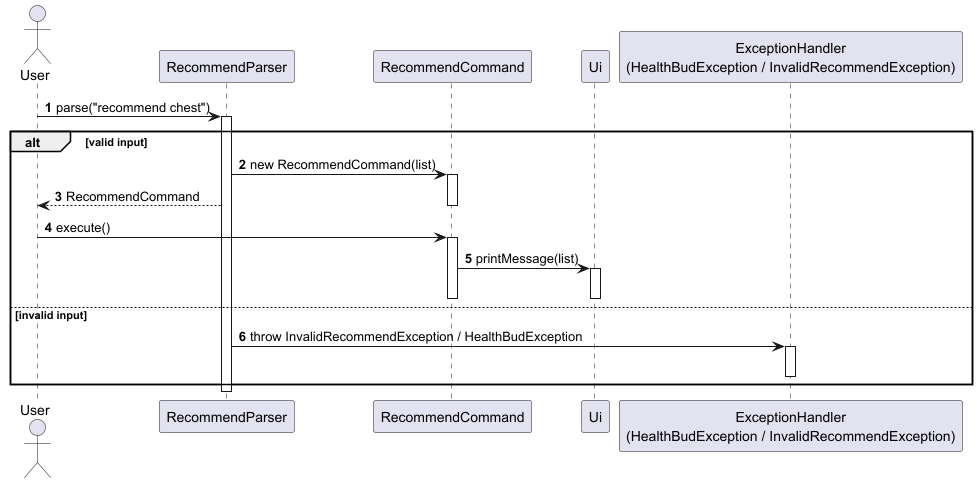 User
RecommendParser
RecommendCommand
Ui
ExceptionHandler
(HealthBudException / InvalidRecommendException)
1 parse("recommend chest")
alt [valid input]
2 new RecommendCommand(list)
3 RecommendCommand
4 execute()
5 printMessage(list)
[invalid input]
6 throw InvalidRecommendException / HealthBudException
User
RecommendParser
RecommendCommand
Ui
ExceptionHandler
(HealthBudException / InvalidRecommendException)